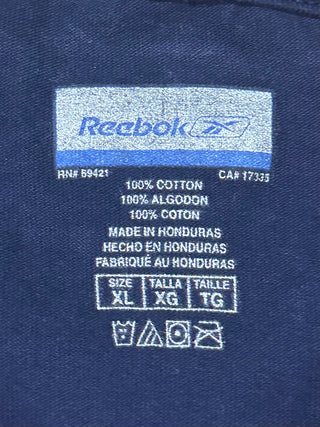 Reebok
RN# 69421 CA# 17335
100% COTTON
100% ALGODON
100% COTON
MADE IN HONDURAS
HECHO EN HONDURAS
FABRIQUÉ AU HONDURAS
SIZE TALLA TAILLE
XL XG TG